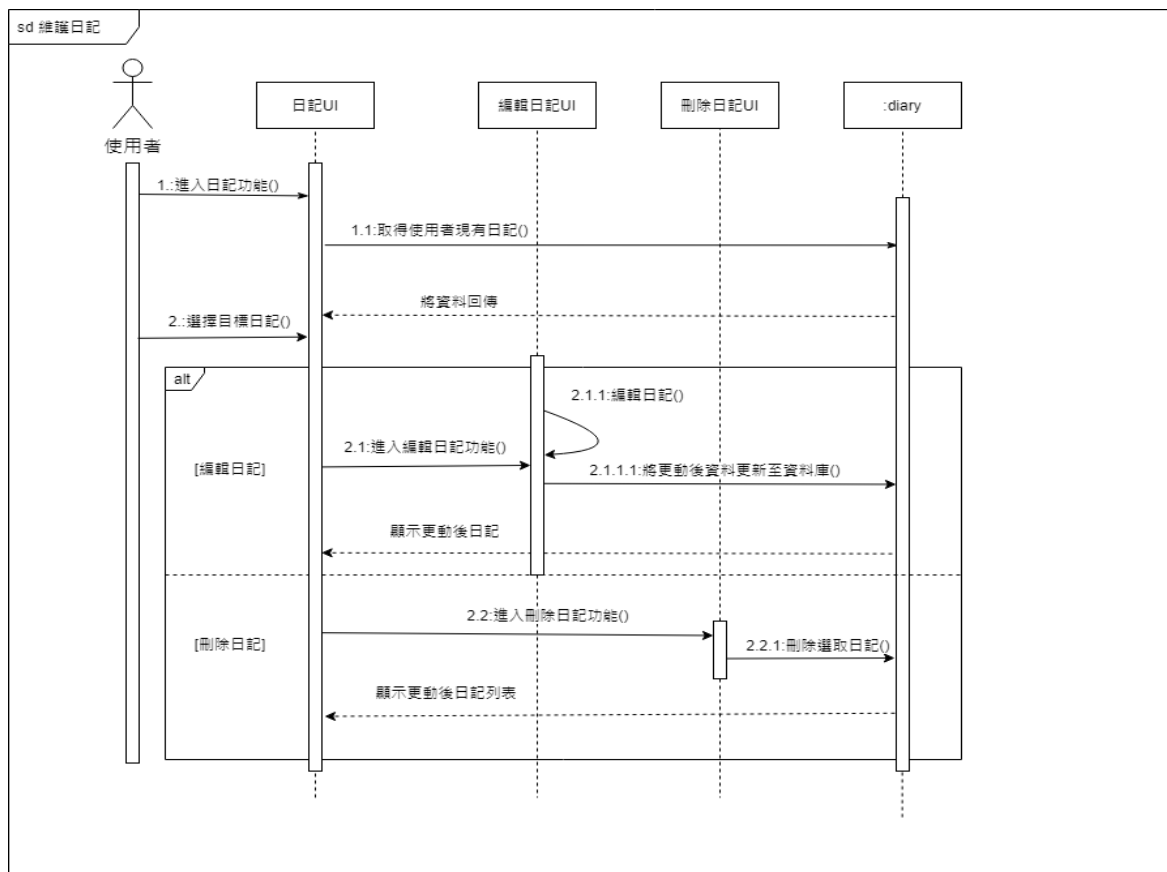 sd 維護日記
使用者
日記UI
編輯日記UI
刪除日記UI
:diary
1.:進入日記功能()
1.1:取得使用者現有日記()
將資料回傳
2.:選擇目標日記()
alt
2.1.1:編輯日記()
2.1:進入編輯日記功能()
[編輯日記]
2.1.1.1:將更動後資料更新至資料庫()
顯示更動後日記
2.2:進入刪除日記功能()
[刪除日記]
2.2.1:刪除選取日記()
顯示更動後日記列表